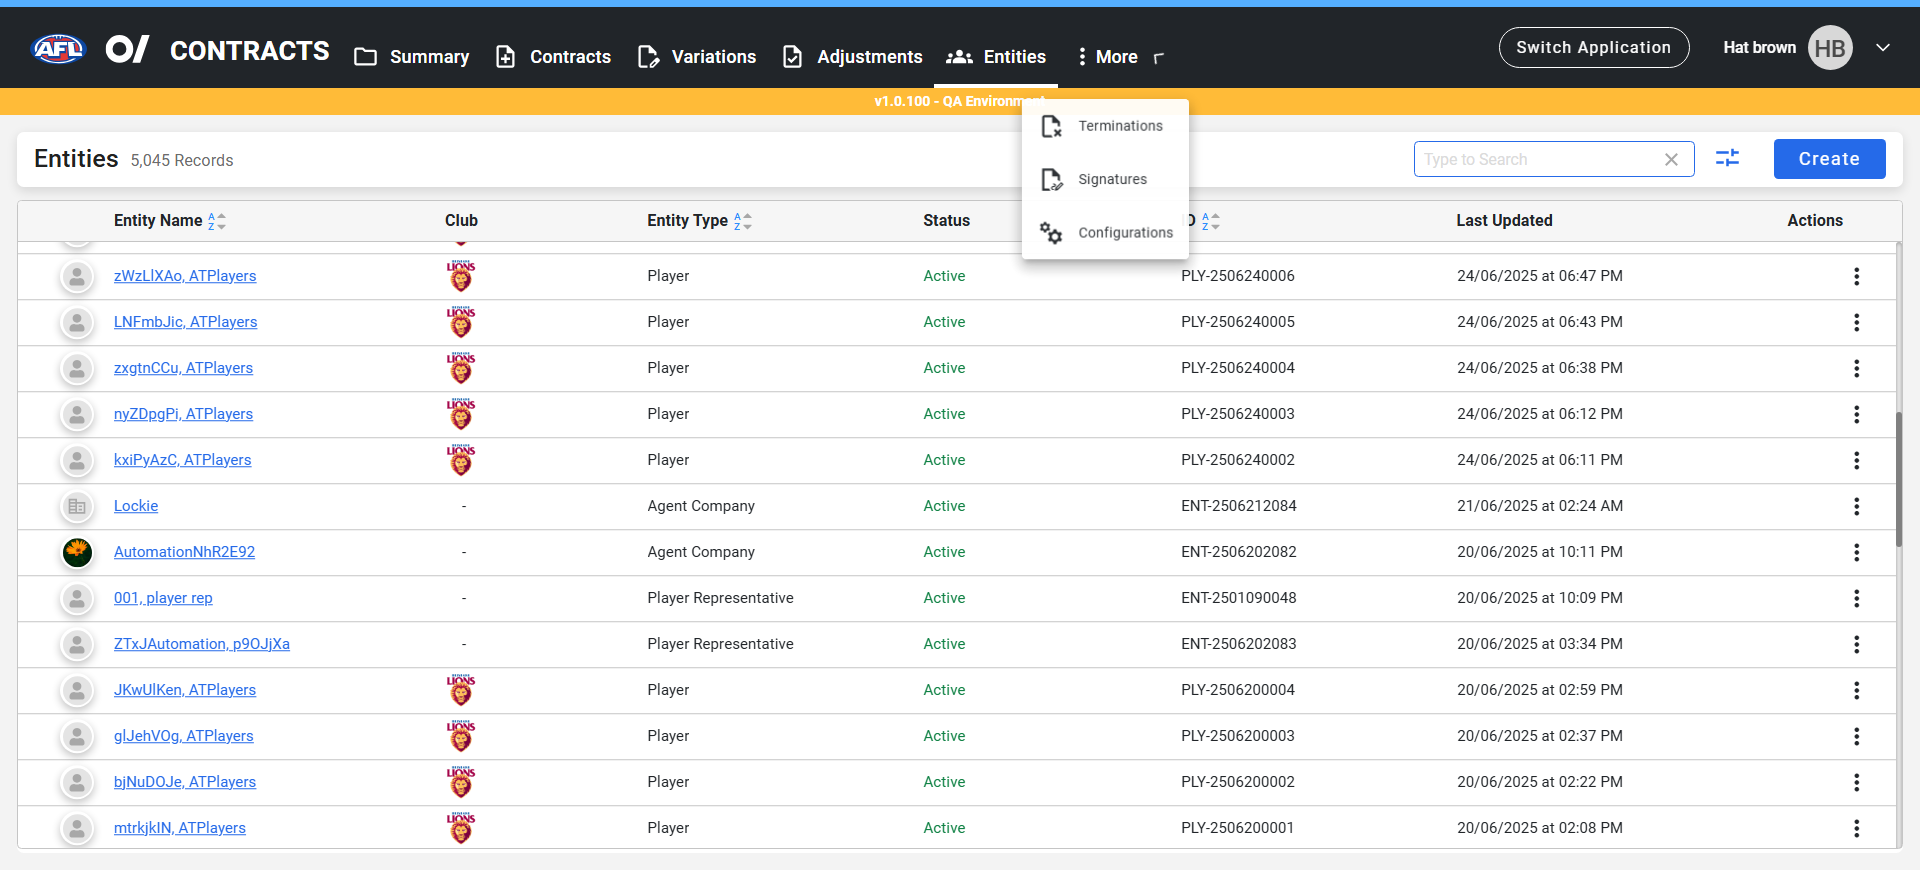 AFL CONTRACTS Summary Contracts Variations Adjustments Entities More Switch Application Hat brown HB
v1.0.100 - QA Environment
Terminations
Signatures
Configurations
Entities 5,045 Records Type to Search Create
Entity Name Club Entity Type Status ID Last Updated Actions
zWzLlXAo, ATPlayers LIONS Player Active PLY-2506240006 24/06/2025 at 06:47 PM
LNFmbJic, ATPlayers LIONS Player Active PLY-2506240005 24/06/2025 at 06:43 PM
zxgtnCCu, ATPlayers LIONS Player Active PLY-2506240004 24/06/2025 at 06:38 PM
nyZDpgPi, ATPlayers LIONS Player Active PLY-2506240003 24/06/2025 at 06:12 PM
kxiPyAzC, ATPlayers LIONS Player Active PLY-2506240002 24/06/2025 at 06:11 PM
Lockie - Agent Company Active ENT-2506212084 21/06/2025 at 02:24 AM
AutomationNhR2E92 - Agent Company Active ENT-2506202082 20/06/2025 at 10:11 PM
001, player rep - Player Representative Active ENT-2501090048 20/06/2025 at 10:09 PM
ZTxJAutomation, p9OJjXa - Player Representative Active ENT-2506202083 20/06/2025 at 03:34 PM
JKwUlKen, ATPlayers LIONS Player Active PLY-2506200004 20/06/2025 at 02:59 PM
glJehVOg, ATPlayers LIONS Player Active PLY-2506200003 20/06/2025 at 02:37 PM
bjNuDOJe, ATPlayers LIONS Player Active PLY-2506200002 20/06/2025 at 02:22 PM
mtrkjkIN, ATPlayers LIONS Player Active PLY-2506200001 20/06/2025 at 02:08 PM